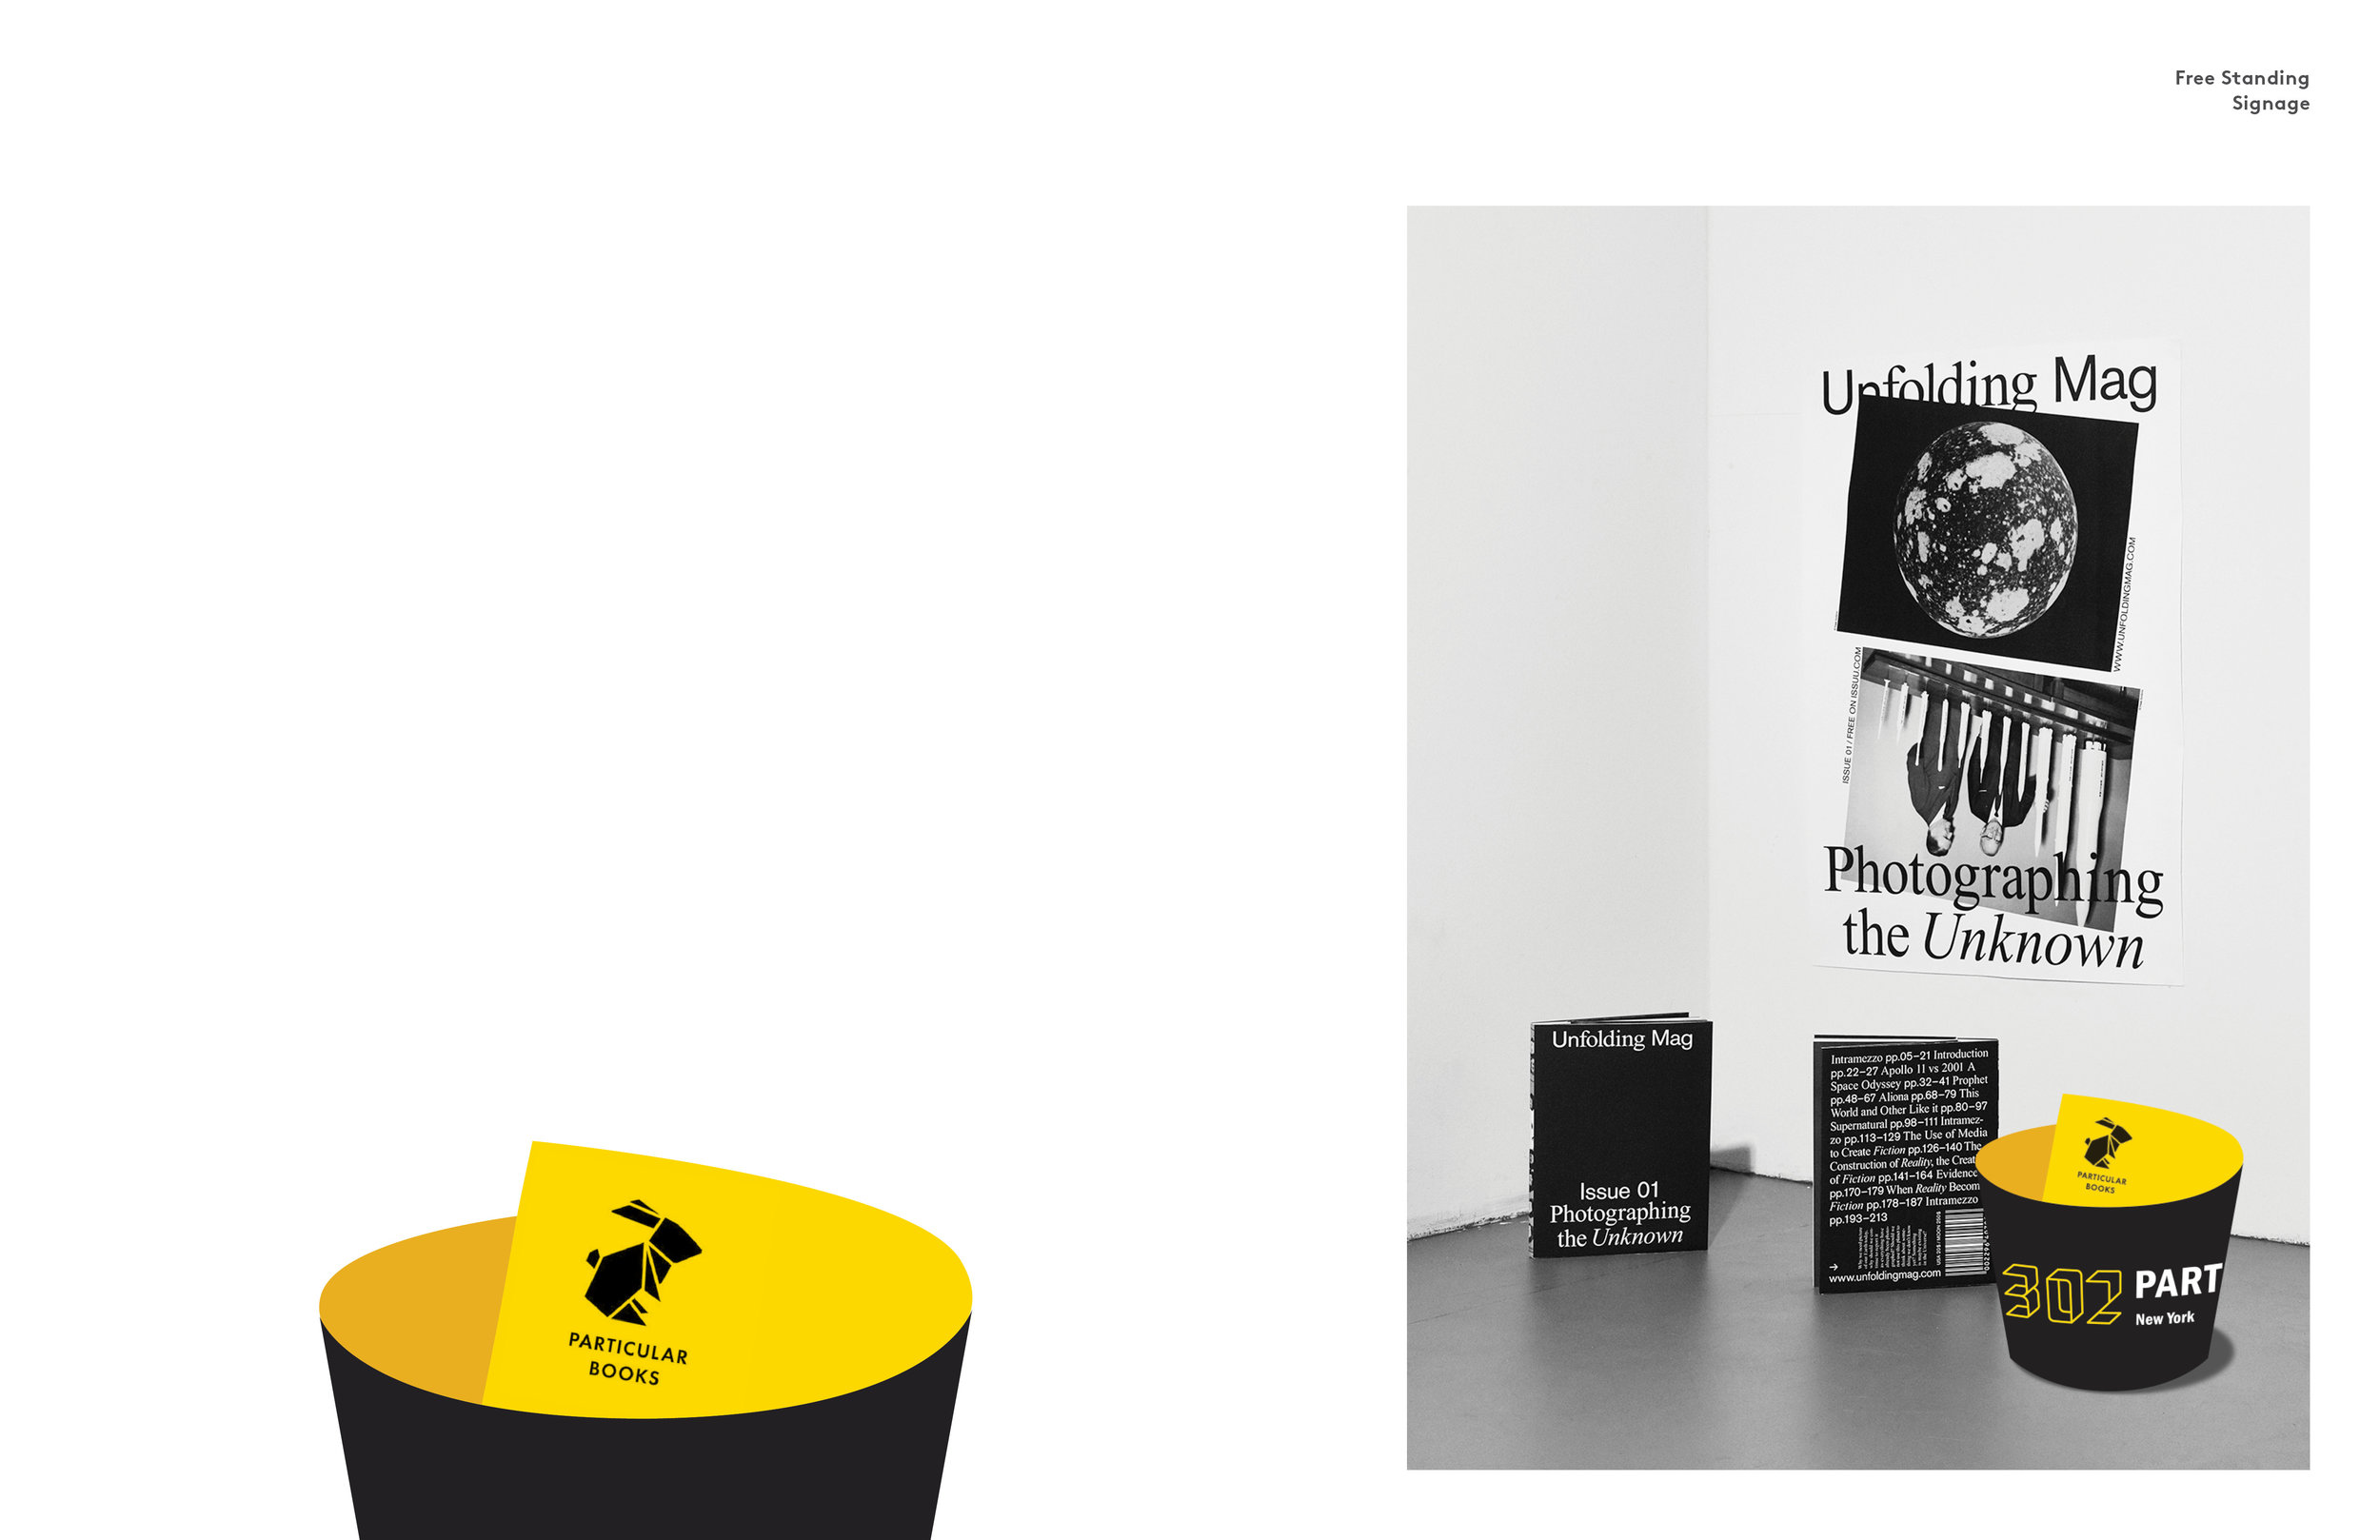 Free Standing
Signage
Unfolding Mag
WWW.UNFOLDINGMAG.COM
ISSUE 01 / FREE ON ISSUU.COM
Photographing
the Unknown
Unfolding Mag
Issue 01
Photographing
the Unknown
Intramezzo pp.05–21 Introduction
pp.22–27 Apollo 11 vs 2001 A
Space Odyssey pp.32–41 Prophet
pp.48–67 Aliona pp.68–79 This
World and Other Like it pp.80–97
Supernatural pp.98–111 Intramez-
zo pp.113–129 The Use of Media
to Create Fiction pp.126–140 The
Construction of Reality, the Creat
of Fiction pp.141–164 Evidence
pp.170–179 When Reality Becom
Fiction pp.178–187 Intramezzo
pp.193–213
→
www.unfoldingmag.com
PARTICULAR
BOOKS
302 PART
New York
PARTICULAR
BOOKS